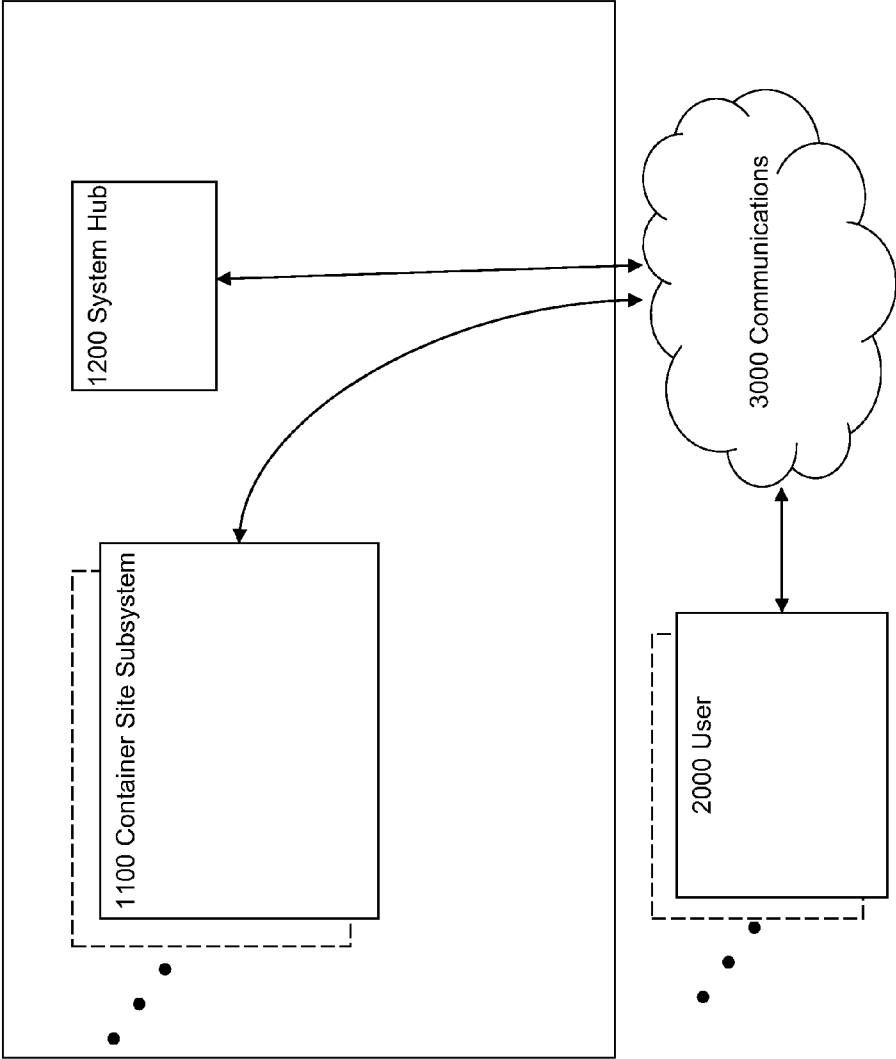 1100 Container Site Subsystem
1200 System Hub
2000 User
3000 Communications